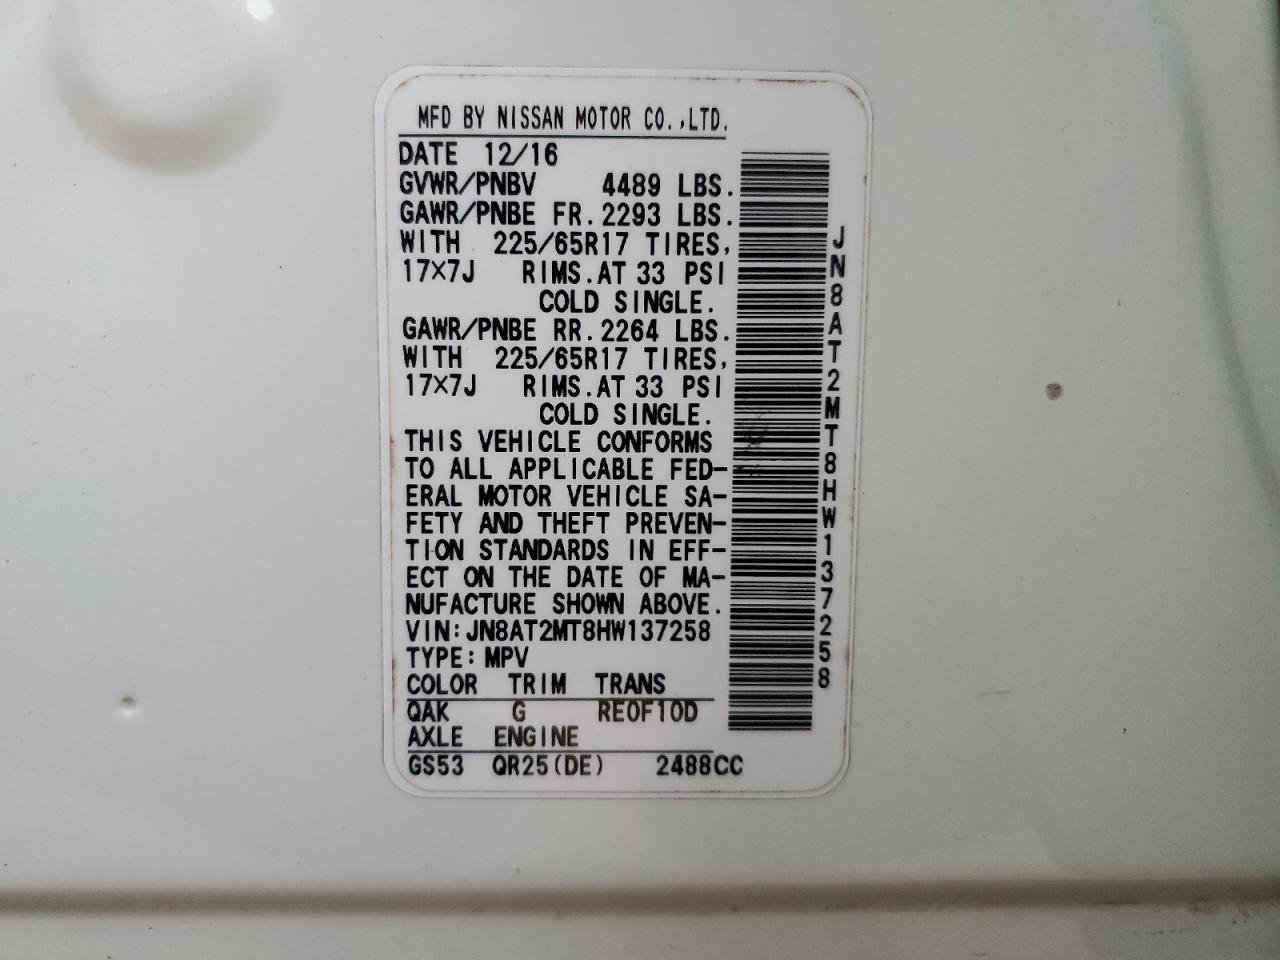 MFD BY NISSAN MOTOR CO.,LTD.
DATE 12/16
GVWR/PNBV 4489 LBS.
GAWR/PNBE FR.2293 LBS.
WITH 225/65R17 TIRES,
17×7J RIMS.AT 33 PSI
COLD SINGLE.
GAWR/PNBE RR.2264 LBS.
WITH 225/65R17 TIRES,
17×7J RIMS.AT 33 PSI
COLD SINGLE.
THIS VEHICLE CONFORMS
TO ALL APPLICABLE FED-
ERAL MOTOR VEHICLE SA-
FETY AND THEFT PREVEN-
TION STANDARDS IN EFF-
ECT ON THE DATE OF MA-
NUFACTURE SHOWN ABOVE.
VIN:JN8AT2MT8HW137258
TYPE:MPV
COLOR TRIM TRANS
QAK G RE0F10D
AXLE ENGINE
GS53 QR25(DE) 2488CC
JN8AT2MT8HW137258